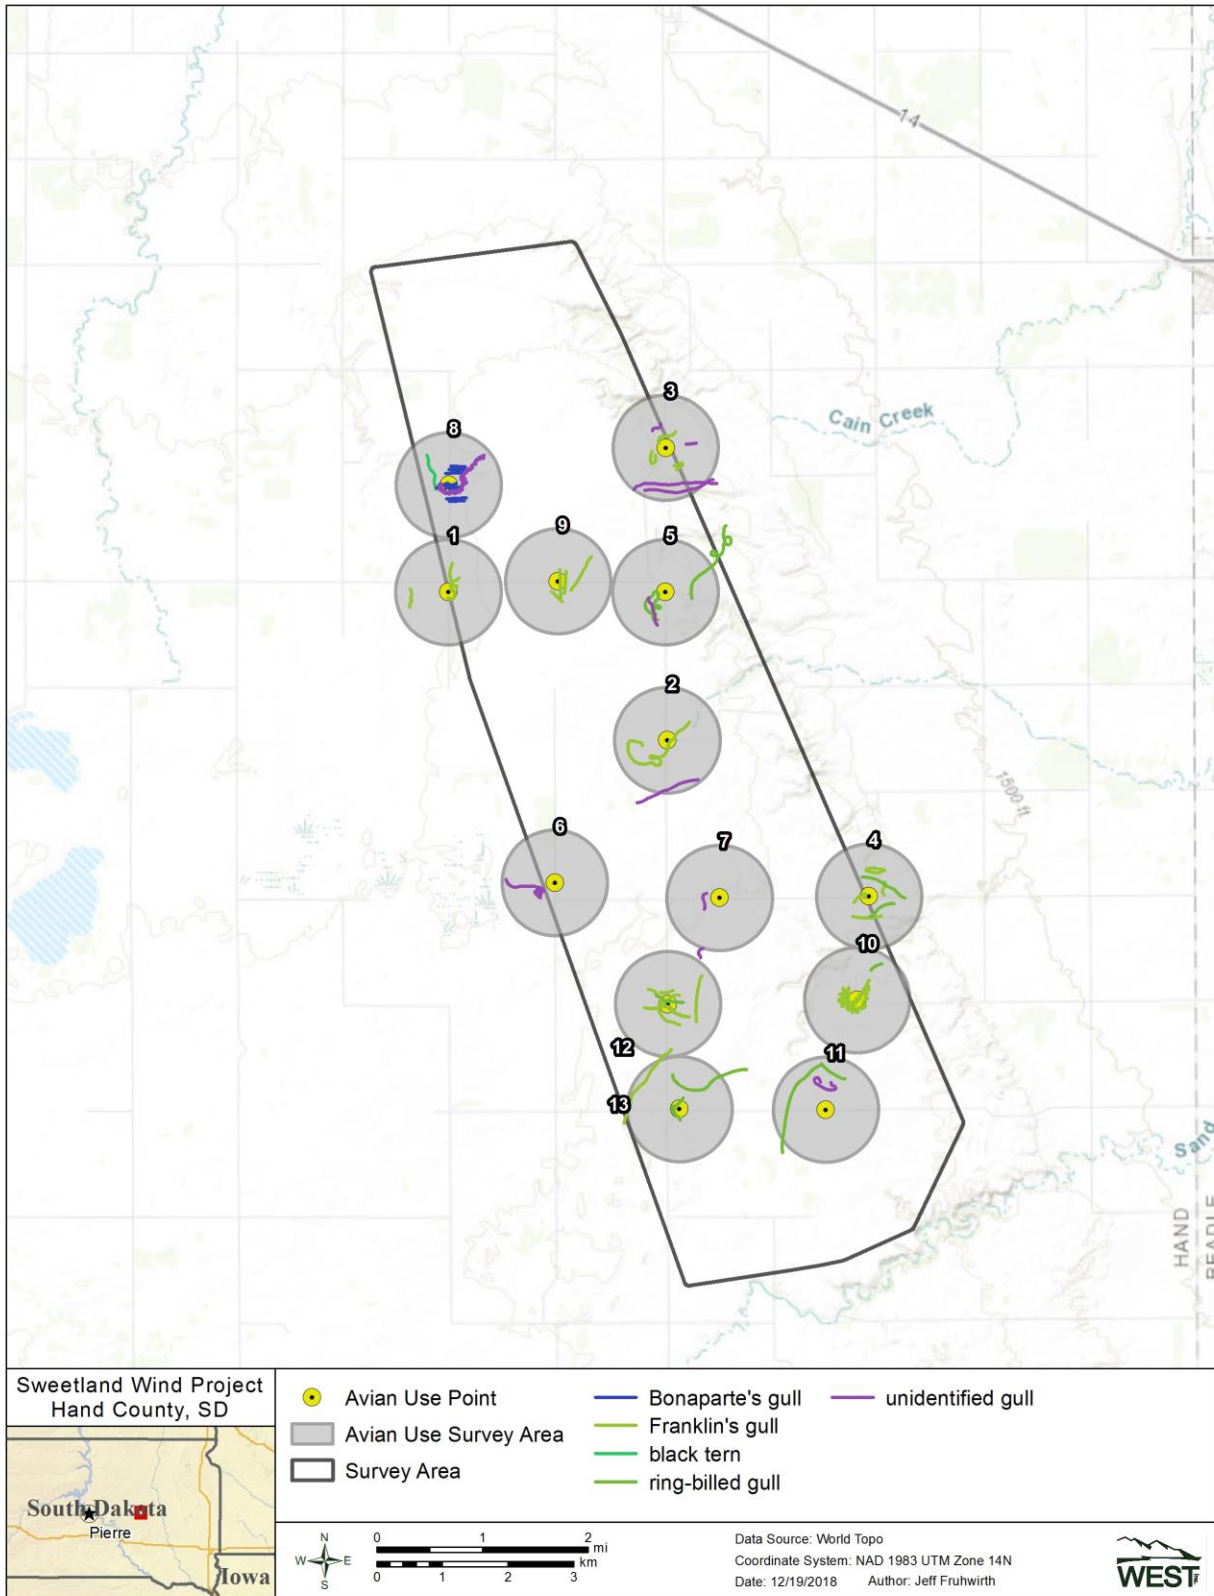 14
Cain Creek
3
8
9
5
1
2
1500 ft
6
7
4
10
12
11
13
Sand
HAND
BEADLE
Sweetland Wind Project
Hand County, SD
South Dakota
Pierre
Iowa
Avian Use Point
Avian Use Survey Area
Survey Area
Bonaparte's gull
Franklin's gull
black tern
ring-billed gull
unidentified gull
N
W E
S
0 1 2
mi
km
0 1 2 3
Data Source: World Topo
Coordinate System: NAD 1983 UTM Zone 14N
Date: 12/19/2018 Author: Jeff Fruhwirth
WEST